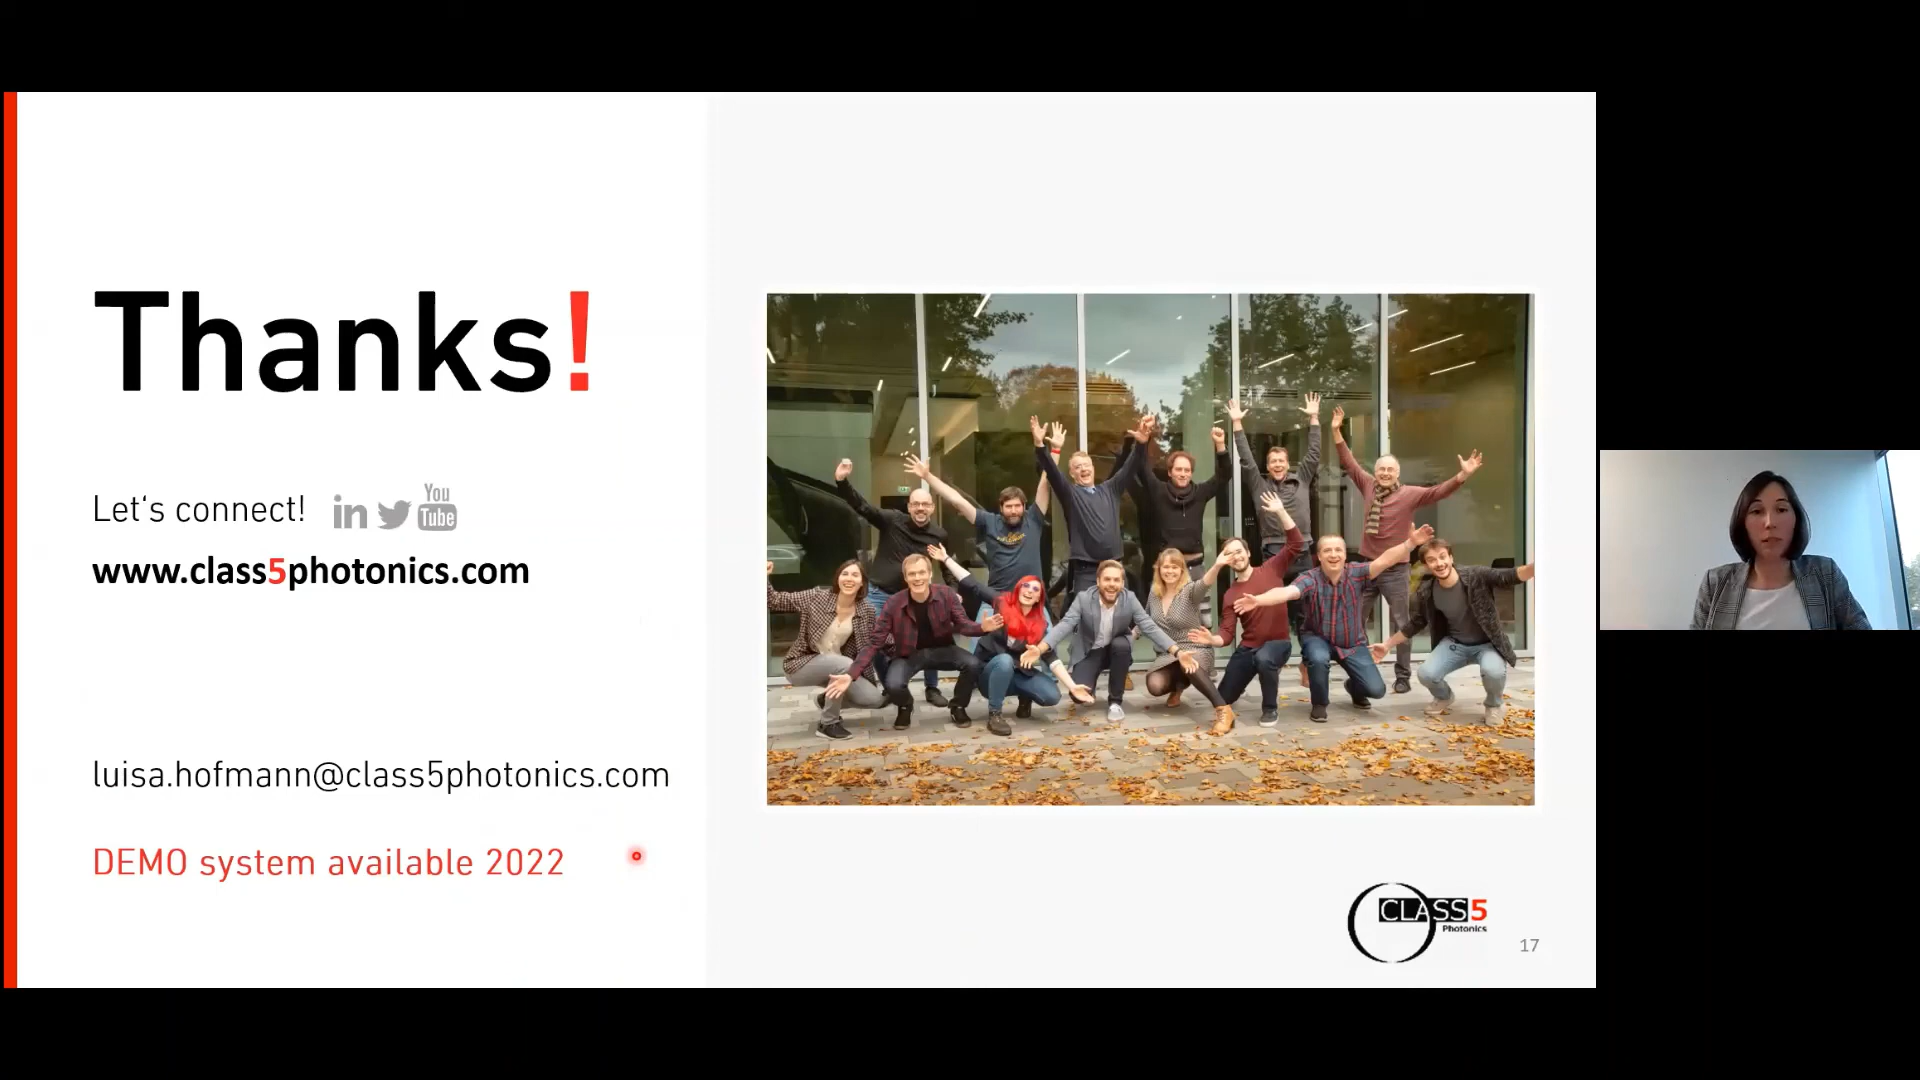 Thanks!
Let's connect! in You Tube
www.class5photonics.com
luisa.hofmann@class5photonics.com
DEMO system available 2022
CLASS5
Photonics
17